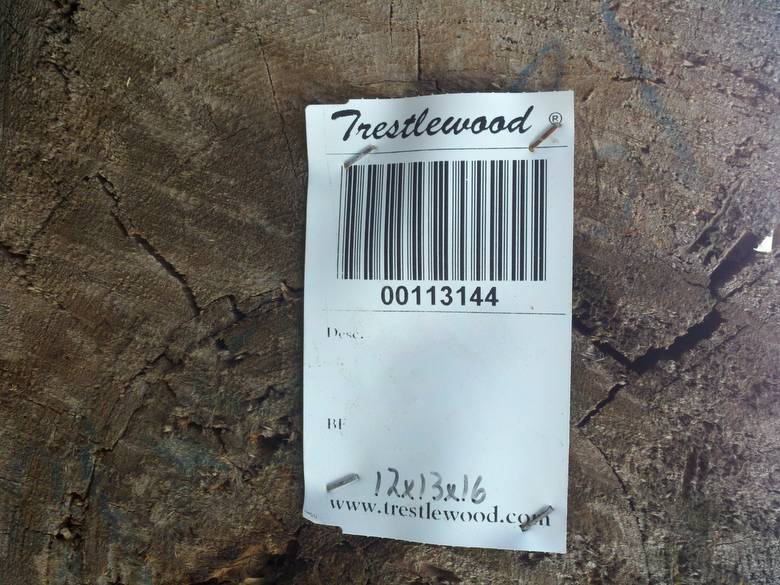 Trestlewood ®
00113144
Desc.
BF
12x13x16
www.trestlewood.com